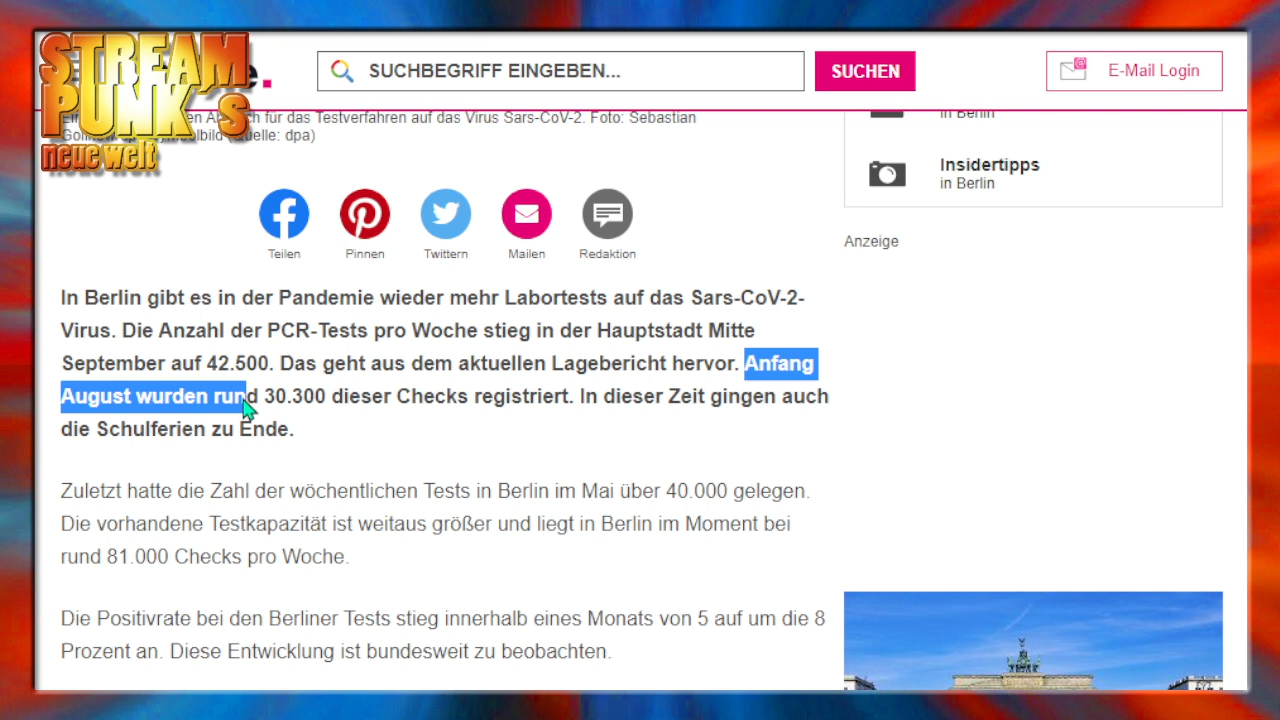 STREAM
PUNK's
neue welt
e.
SUCHBEGRIFF EINGEBEN...
SUCHEN
E-Mail Login
für das Testverfahren auf das Virus Sars-CoV-2. Foto: Sebastian
(Quelle: dpa)
in Berlin
Insidertipps
in Berlin
Teilen
Pinnen
Twittern
Mailen
Redaktion
Anzeige
In Berlin gibt es in der Pandemie wieder mehr Labortests auf das Sars-CoV-2-
Virus. Die Anzahl der PCR-Tests pro Woche stieg in der Hauptstadt Mitte
September auf 42.500. Das geht aus dem aktuellen Lagebericht hervor. Anfang
August wurden rund 30.300 dieser Checks registriert. In dieser Zeit gingen auch
die Schulferien zu Ende.
Zuletzt hatte die Zahl der wöchentlichen Tests in Berlin im Mai über 40.000 gelegen.
Die vorhandene Testkapazität ist weitaus größer und liegt in Berlin im Moment bei
rund 81.000 Checks pro Woche.
Die Positivrate bei den Berliner Tests stieg innerhalb eines Monats von 5 auf um die 8
Prozent an. Diese Entwicklung ist bundesweit zu beobachten.